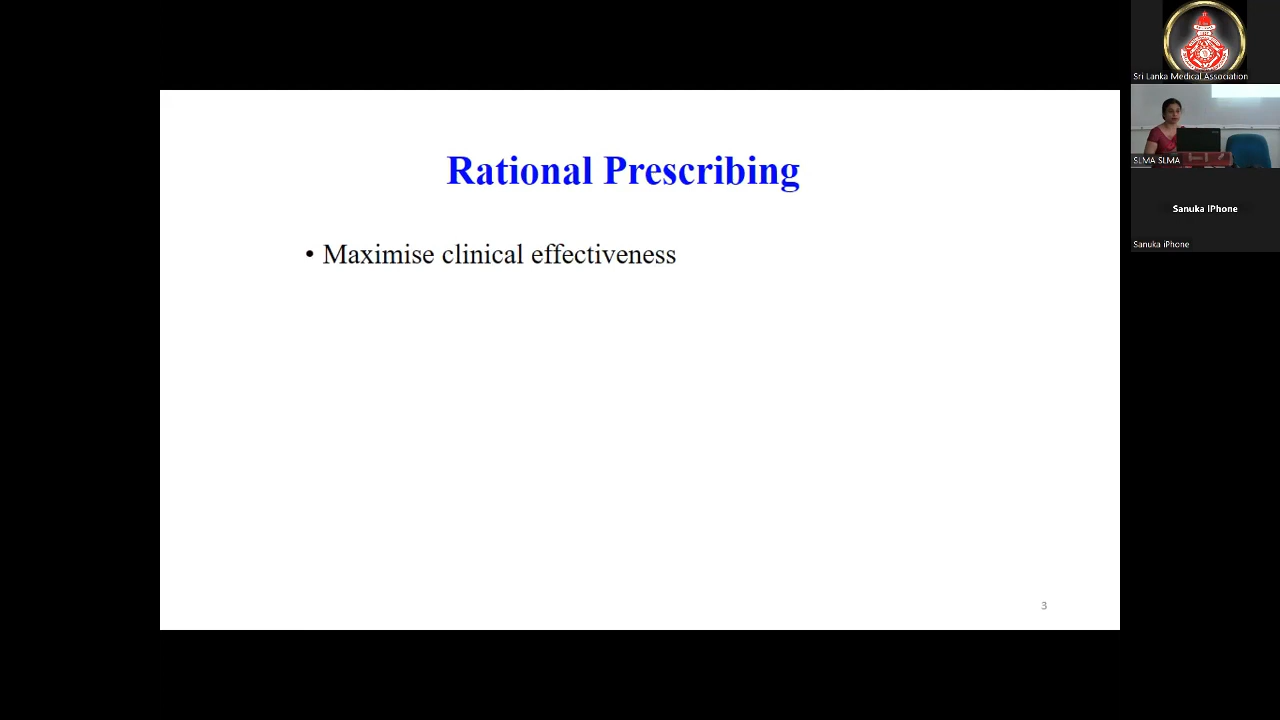 Rational Prescribing
• Maximise clinical effectiveness
3
Sri Lanka Medical Association
SLMA SLMA
Sanuka iPhone
Sanuka iPhone